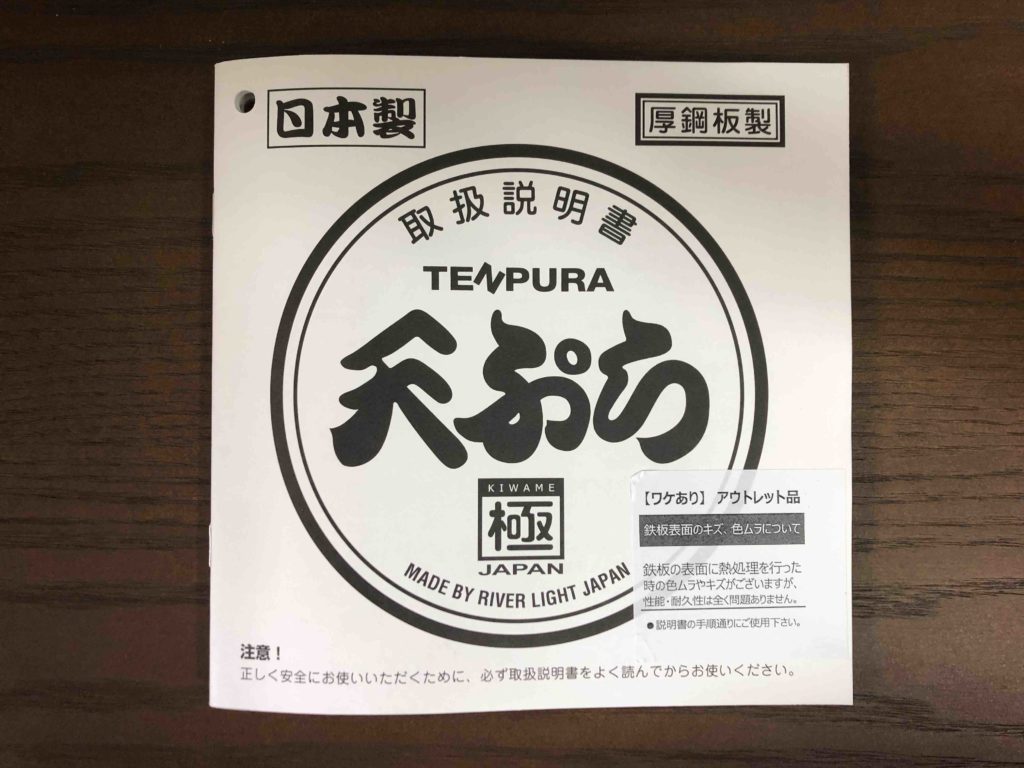 日本製
厚鋼板製
取扱説明書
TENPURA
天ぷら
KIWAME
極
JAPAN
MADE BY RIVER LIGHT JAPAN
【ワケあり】 アウトレット品
鉄板表面のキズ、色ムラについて
鉄板の表面に熱処理を行った
時の色ムラやキズがございますが、
性能・耐久性は全く問題ありません。
●説明書の手順通りにご使用下さい。
注意！
正しく安全にお使いいただくために、必ず取扱説明書をよく読んでからお使いください。